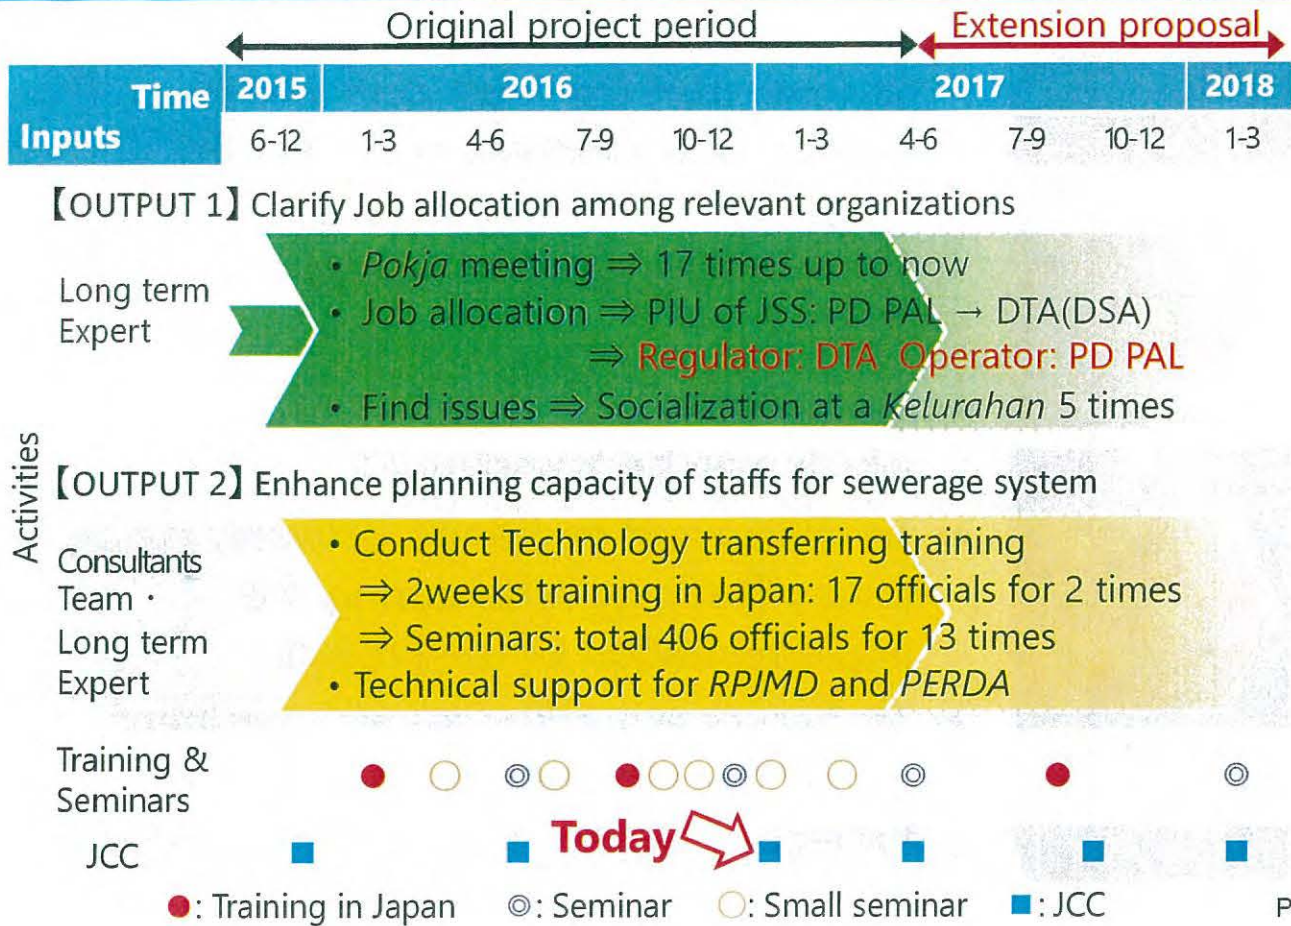 Original project period
Extension proposal
Time 2015 2016 2017 2018
Inputs 6-12 1-3 4-6 7-9 10-12 1-3 4-6 7-9 10-12 1-3
【OUTPUT 1】 Clarify Job allocation among relevant organizations
Long term
Expert
• Pokja meeting ⇒ 17 times up to now
• Job allocation ⇒ PIU of JSS: PD PAL → DTA(DSA)
⇒ Regulator: DTA Operator: PD PAL
• Find issues ⇒ Socialization at a Kelurahan 5 times
Activities
【OUTPUT 2】 Enhance planning capacity of staffs for sewerage system
Consultants
Team・
Long term
Expert
• Conduct Technology transferring training
⇒ 2weeks training in Japan: 17 officials for 2 times
⇒ Seminars: total 406 officials for 13 times
• Technical support for RPJMD and PERDA
Training &
Seminars
Today
JCC
●: Training in Japan ◎: Seminar ○: Small seminar ■: JCC
P